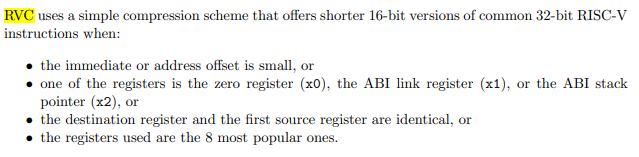 RVC uses a simple compression scheme that offers shorter 16-bit versions of common 32-bit RISC-V
instructions when:
• the immediate or address offset is small, or
• one of the registers is the zero register (x0), the ABI link register (x1), or the ABI stack
pointer (x2), or
• the destination register and the first source register are identical, or
• the registers used are the 8 most popular ones.